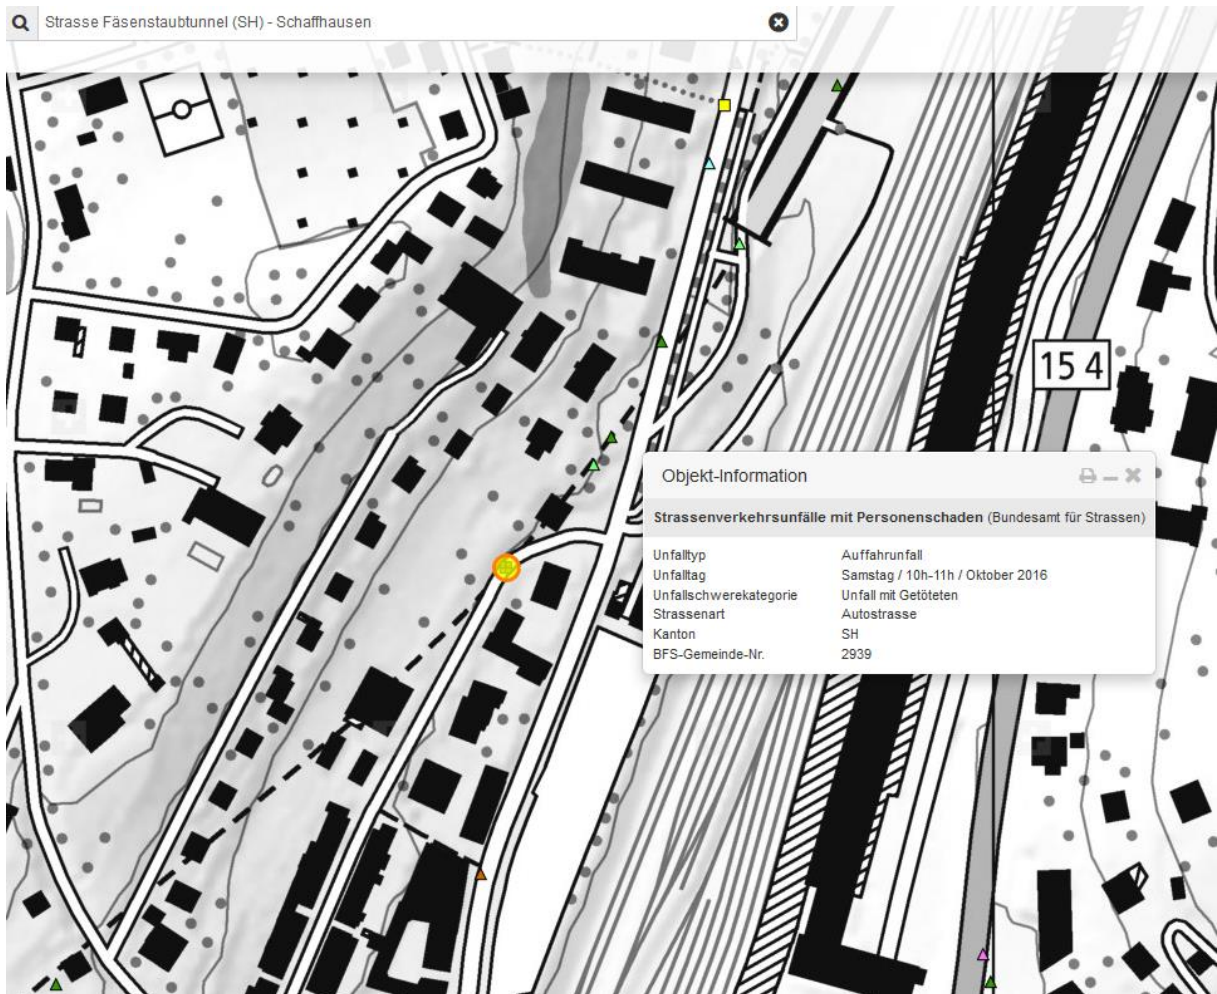 Strasse Fäsenstaubtunnel (SH) - Schaffhausen
15 4
Objekt-Information
Strassenverkehrsunfälle mit Personenschaden (Bundesamt für Strassen)
Unfalltyp Auffahrunfall
Unfalltag Samstag / 10h-11h / Oktober 2016
Unfallschwerekategorie Unfall mit Getöteten
Strassenart Autostrasse
Kanton SH
BFS-Gemeinde-Nr. 2939